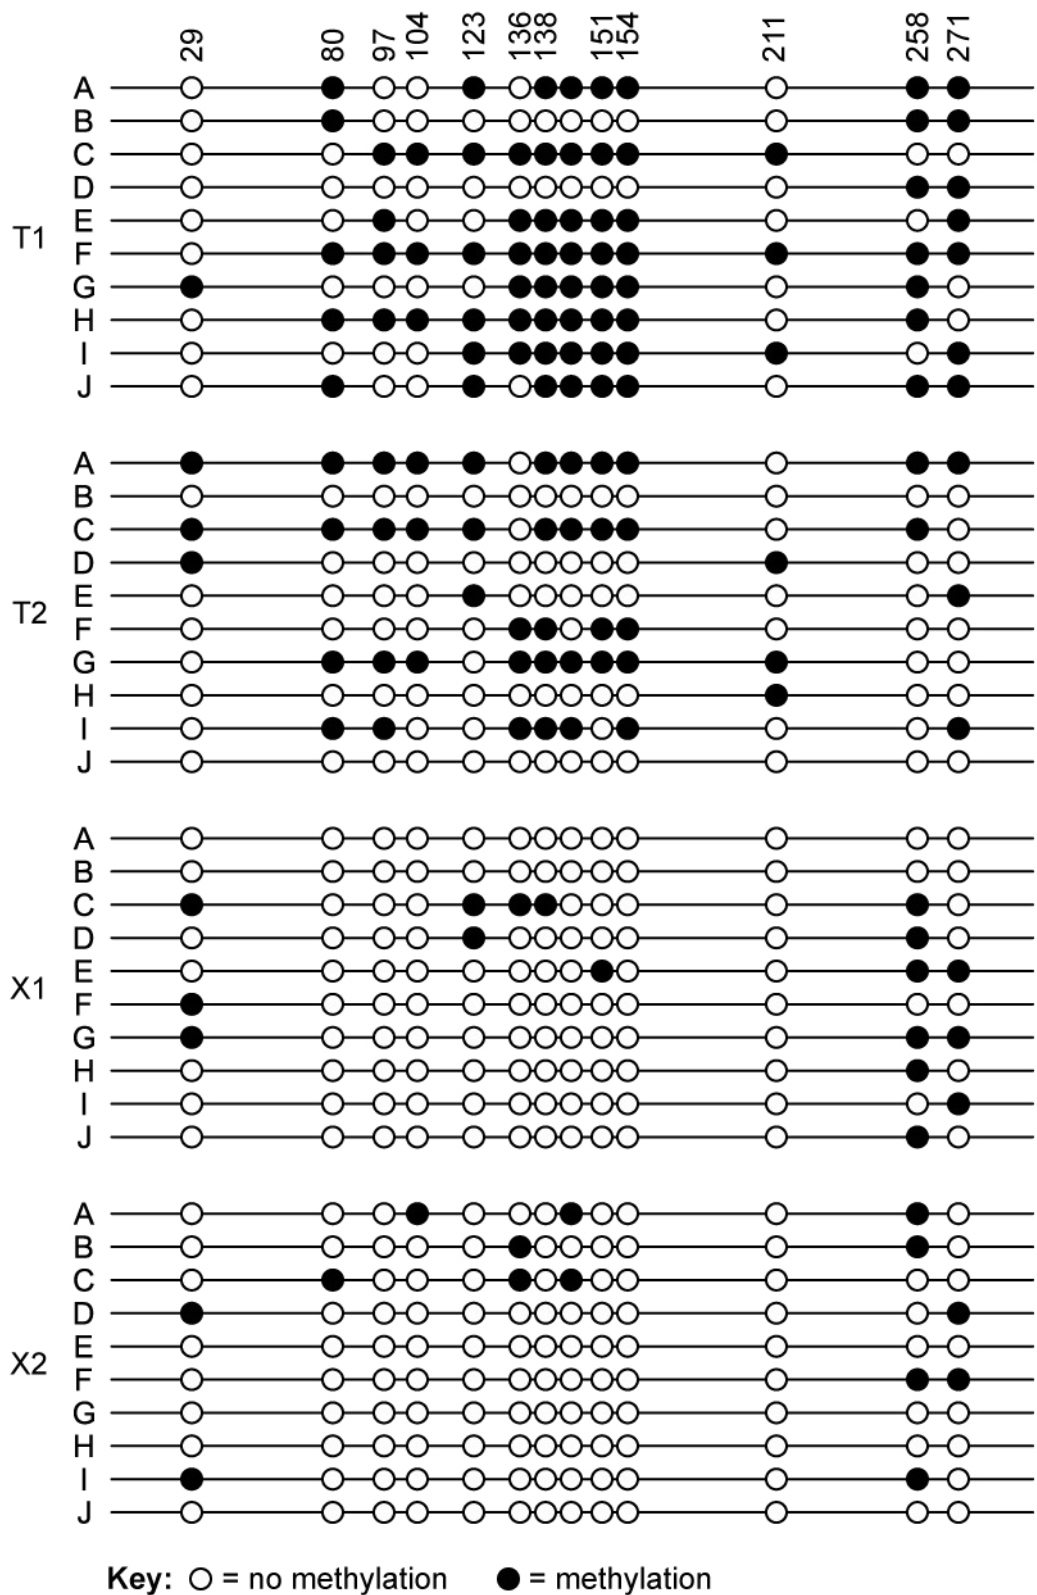 29 80 97 104 123 136 138 151 154 211 258 271
A
B
C
D
T1
E
F
G
H
I
J
A
B
C
D
T2
E
F
G
H
I
J
A
B
C
D
X1
E
F
G
H
I
J
A
B
C
D
X2
E
F
G
H
I
J
Key: = no methylation = methylation